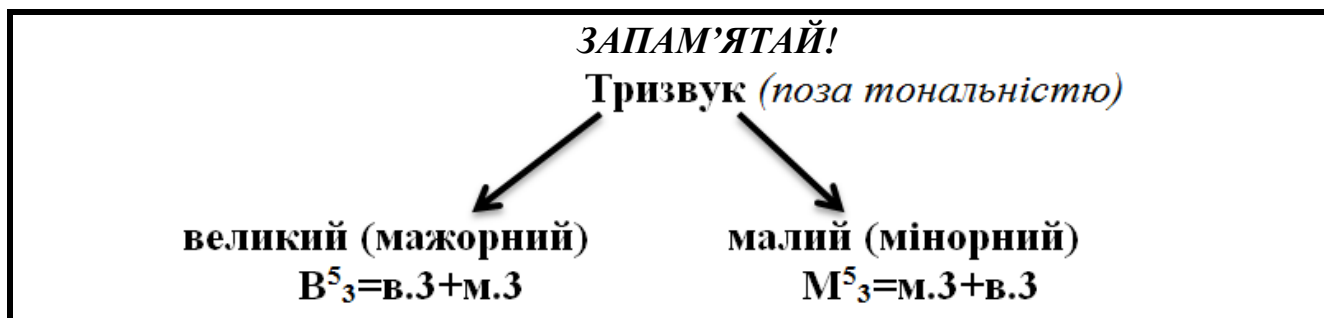 ЗАПАМ’ЯТАЙ!
Тризвук (поза тональністю)
великий (мажорний) малий (мінорний)
В⁵₃=в.3+м.3 М⁵₃=м.3+в.3